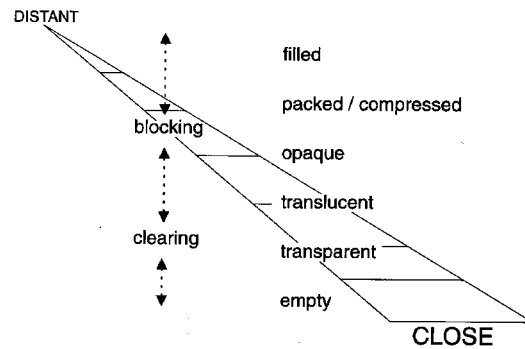 DISTANT
filled
packed / compressed
blocking
opaque
translucent
clearing
transparent
empty
CLOSE